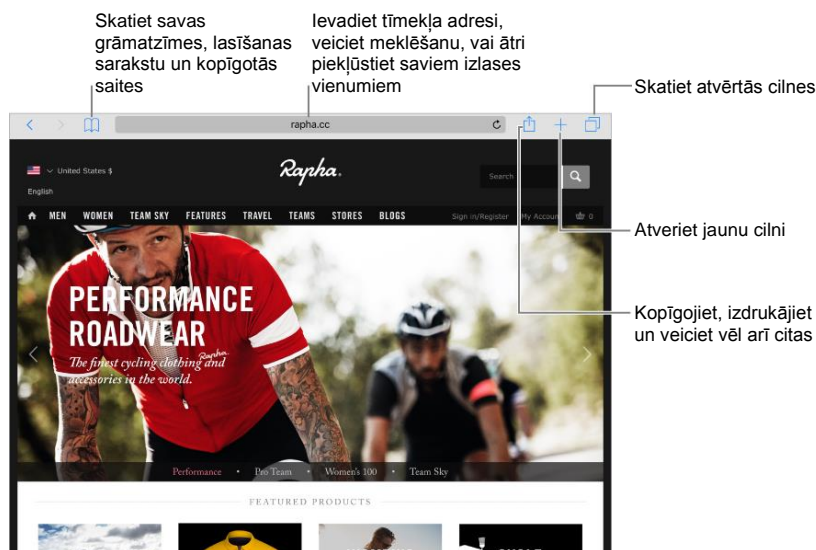 Skatiet savas
grāmatzīmes, lasīšanas
sarakstu un kopīgotās
saites
Ievadiet tīmekļa adresi,
veiciet meklēšanu, vai ātri
piekļūstiet saviem izlases
vienumiem
Skatiet atvērtās cilnes
rapha.cc
United States $
English
Rapha.
Search
MEN WOMEN TEAM SKY FEATURES TRAVEL TEAMS STORES BLOGS Sign in/Register My Account 0
Atveriet jaunu cilni
PERFORMANCE
ROADWEAR
The finest cycling clothing and
accessories in the world.
Rapha
Kopīgojiet, izdrukājiet
un veiciet vēl arī citas
Performance • Pro Team • Women's 100 • Team Sky
FEATURED PRODUCTS